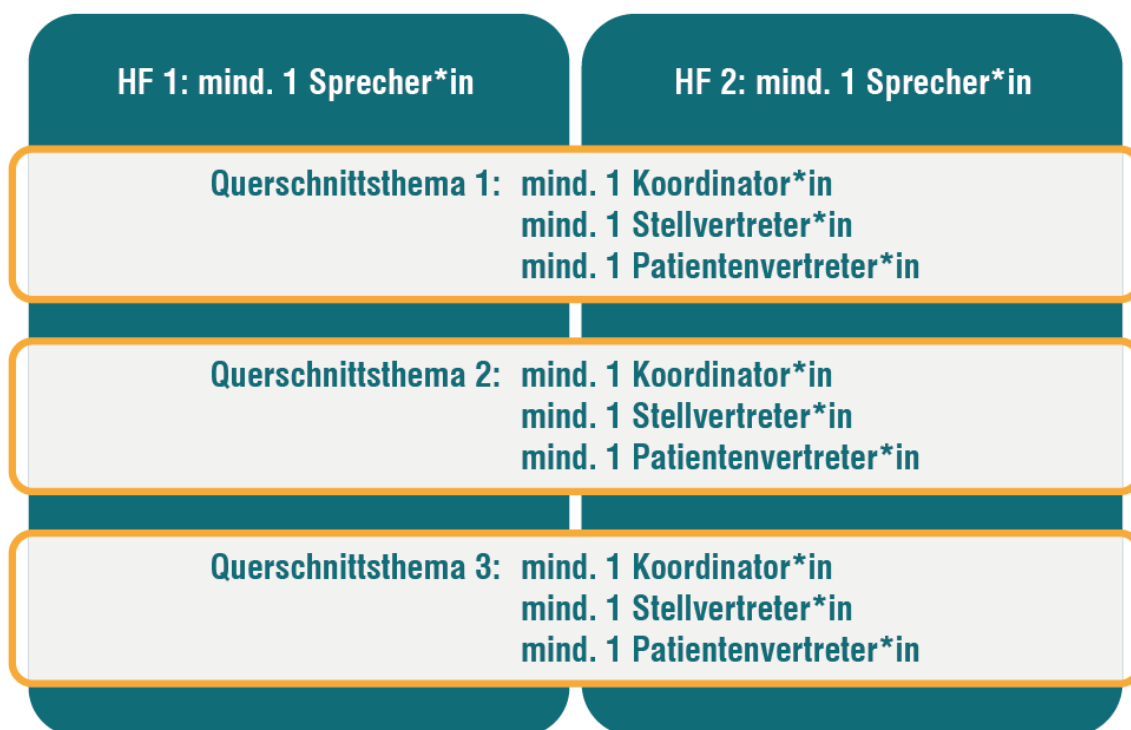 HF 1: mind. 1 Sprecher*in
HF 2: mind. 1 Sprecher*in
Querschnittsthema 1: mind. 1 Koordinator*in
mind. 1 Stellvertreter*in
mind. 1 Patientenvertreter*in
Querschnittsthema 2: mind. 1 Koordinator*in
mind. 1 Stellvertreter*in
mind. 1 Patientenvertreter*in
Querschnittsthema 3: mind. 1 Koordinator*in
mind. 1 Stellvertreter*in
mind. 1 Patientenvertreter*in